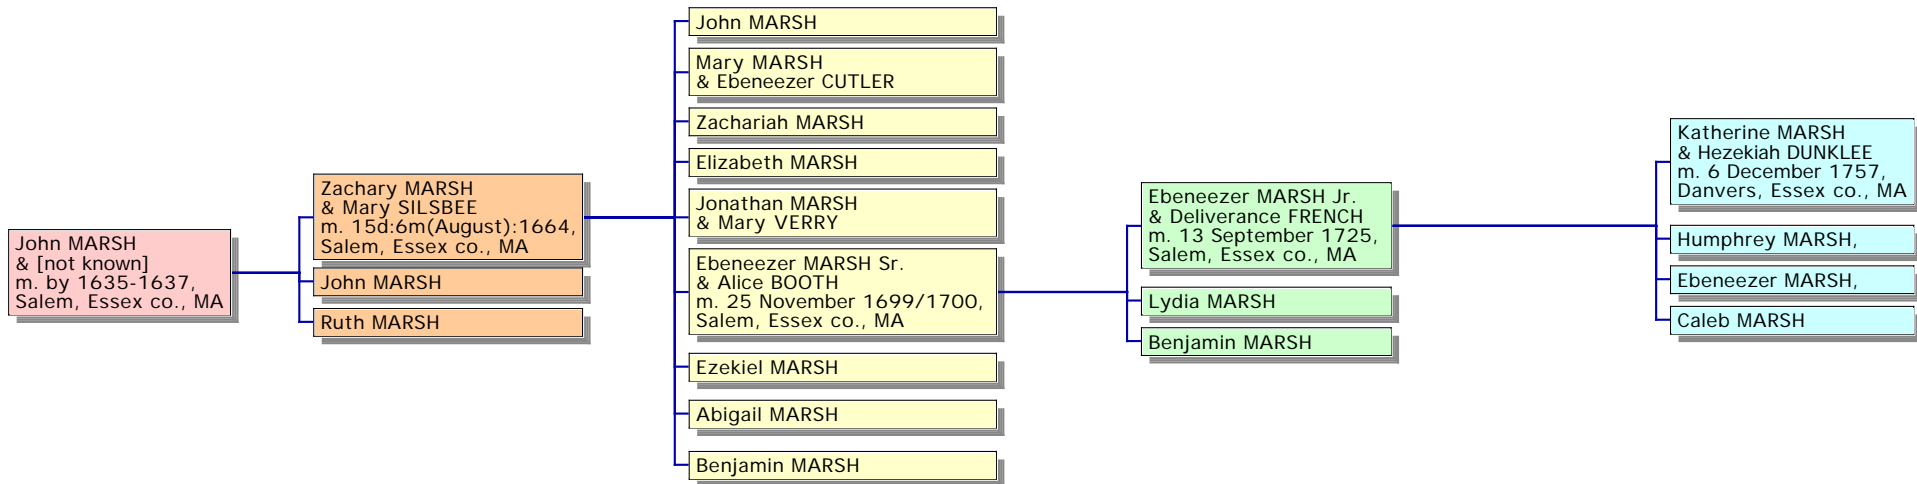 John MARSH
& [not known]
m. by 1635-1637,
Salem, Essex co., MA
Zachary MARSH
& Mary SILSBEE
m. 15d:6m(August):1664,
Salem, Essex co., MA
John MARSH
Ruth MARSH
John MARSH
Mary MARSH
& Ebeneezer CUTLER
Zachariah MARSH
Elizabeth MARSH
Jonathan MARSH
& Mary VERRY
Ebeneezer MARSH Sr.
& Alice BOOTH
m. 25 November 1699/1700,
Salem, Essex co., MA
Ezekiel MARSH
Abigail MARSH
Benjamin MARSH
Ebeneezer MARSH Jr.
& Deliverance FRENCH
m. 13 September 1725,
Salem, Essex co., MA
Lydia MARSH
Benjamin MARSH
Katherine MARSH
& Hezekiah DUNKLEE
m. 6 December 1757,
Danvers, Essex co., MA
Humphrey MARSH,
Ebeneezer MARSH,
Caleb MARSH